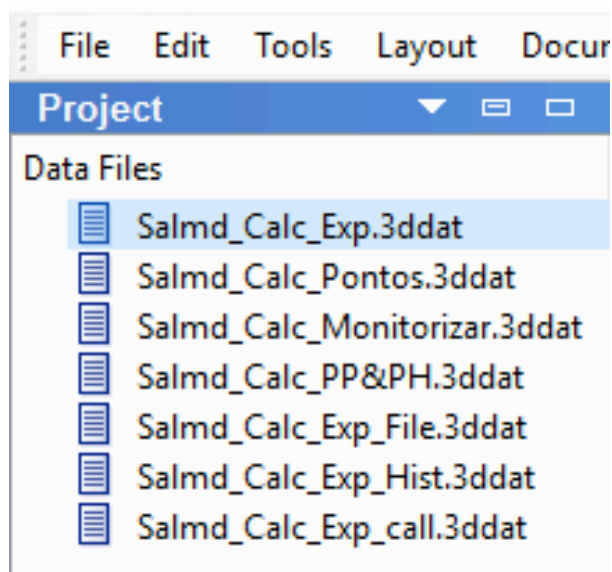 File Edit Tools Layout Docum
Project
Data Files
Salmd_Calc_Exp.3ddat
Salmd_Calc_Pontos.3ddat
Salmd_Calc_Monitorizar.3ddat
Salmd_Calc_PP&PH.3ddat
Salmd_Calc_Exp_File.3ddat
Salmd_Calc_Exp_Hist.3ddat
Salmd_Calc_Exp_call.3ddat